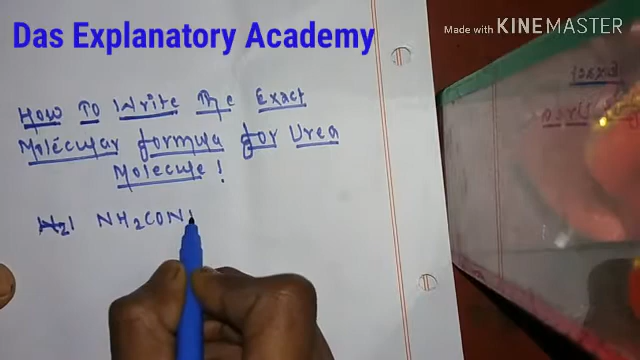 Das Explanatory Academy
Made with KINEMASTER
How To Write The Exact
Molecular formula for Urea
Molecule!
NH2CON